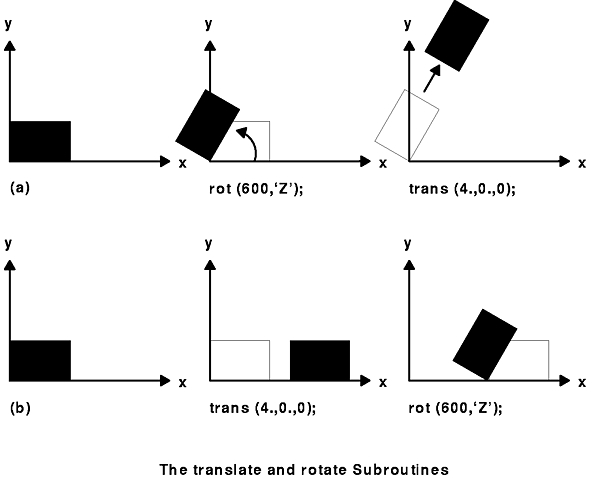 y
y
y
x
x
x
(a)
rot (600,‘Z’);
trans (4.,0.,0);
y
y
y
x
x
x
(b)
trans (4.,0.,0);
rot (600,‘Z’);
The translate and rotate Subroutines